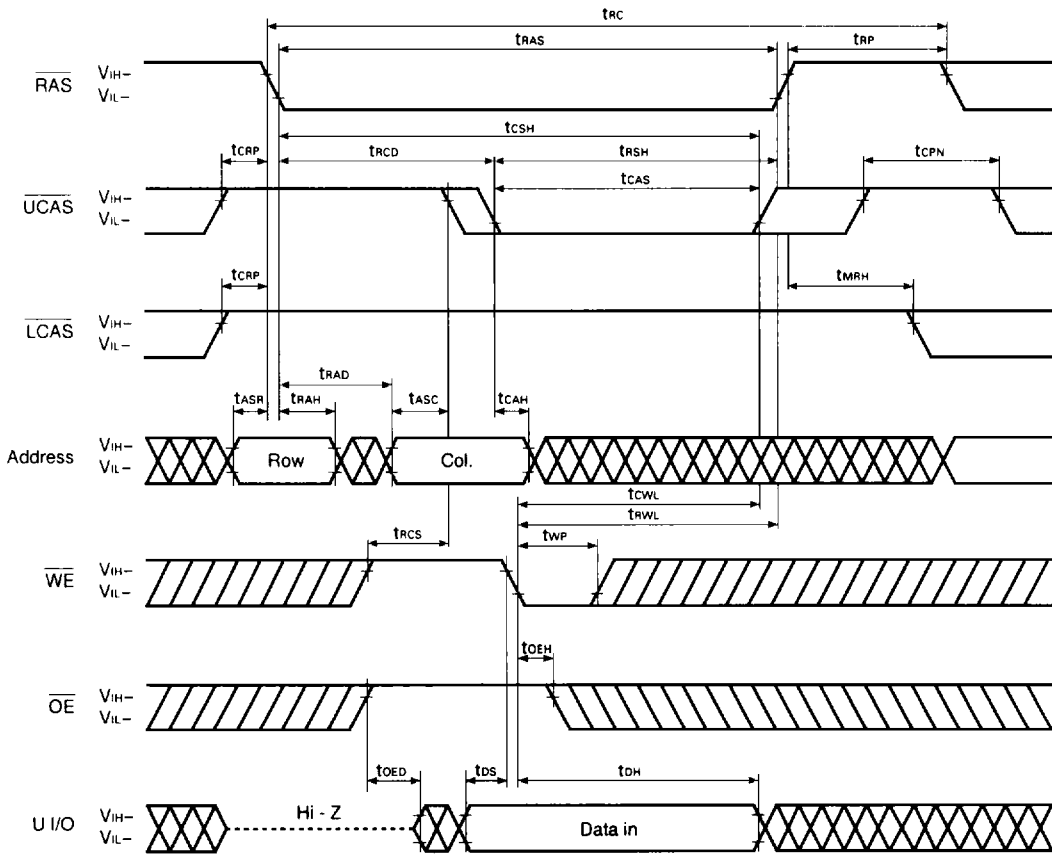 tRC
tRAS tRP
RAS VIH–
VIL–
tCSH
tCRP tRCD tRSH tCPN
tCAS
UCAS VIH–
VIL–
tCRP tMRH
LCAS VIH–
VIL–
tRAD
tASR tRAH tASC tCAH
Address VIH–
VIL–
Row Col.
tCWL
tRWL
tRCS tWP
WE VIH–
VIL–
tOEH
OE VIH–
VIL–
tOED tDS tDH
U I/O VIH–
VIL–
Hi - Z Data in